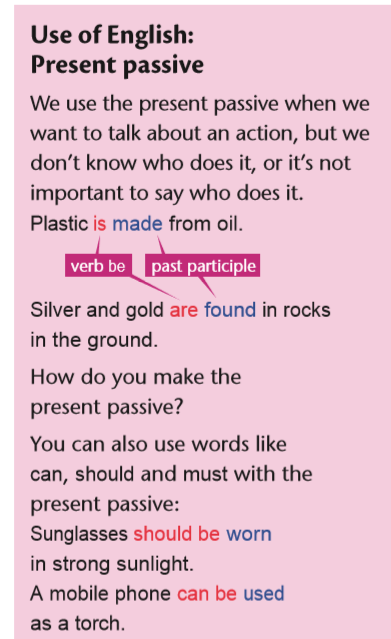 Use of English:
Present passive
We use the present passive when we
want to talk about an action, but we
don't know who does it, or it's not
important to say who does it.
Plastic is made from oil.
verb be past participle
Silver and gold are found in rocks
in the ground.
How do you make the
present passive?
You can also use words like
can, should and must with the
present passive:
Sunglasses should be worn
in strong sunlight.
A mobile phone can be used
as a torch.